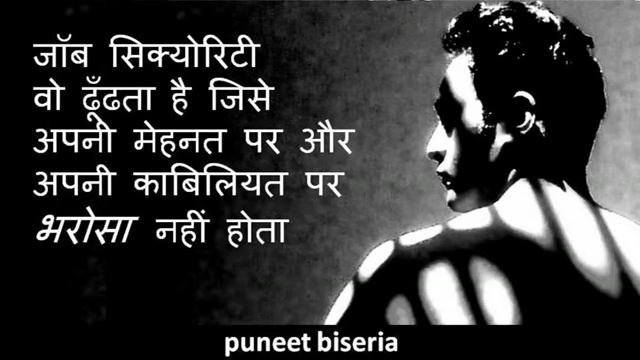 जॉब सिक्योरिटी
वो ढूँढता है जिसे
अपनी मेहनत पर और
अपनी काबिलियत पर
भरोसा नहीं होता
puneet biseria